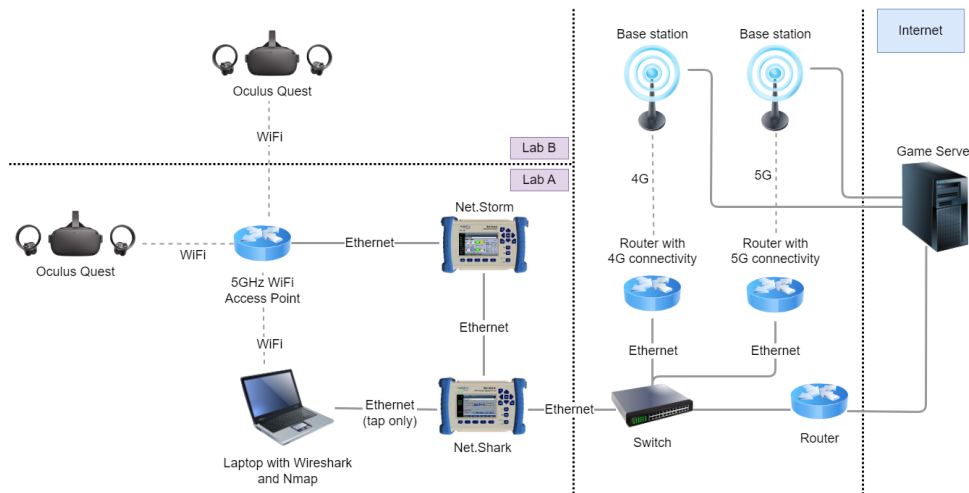 Base station
Base station
Internet
Oculus Quest
WiFi
Lab B
Lab A
4G
5G
Game Serve
Net.Storm
Oculus Quest
WiFi
Ethernet
5GHz WiFi
Access Point
Router with
4G connectivity
Router with
5G connectivity
Ethernet
WiFi
Ethernet
Ethernet
Ethernet
(tap only)
Ethernet
Net.Shark
Switch
Router
Laptop with Wireshark
and Nmap